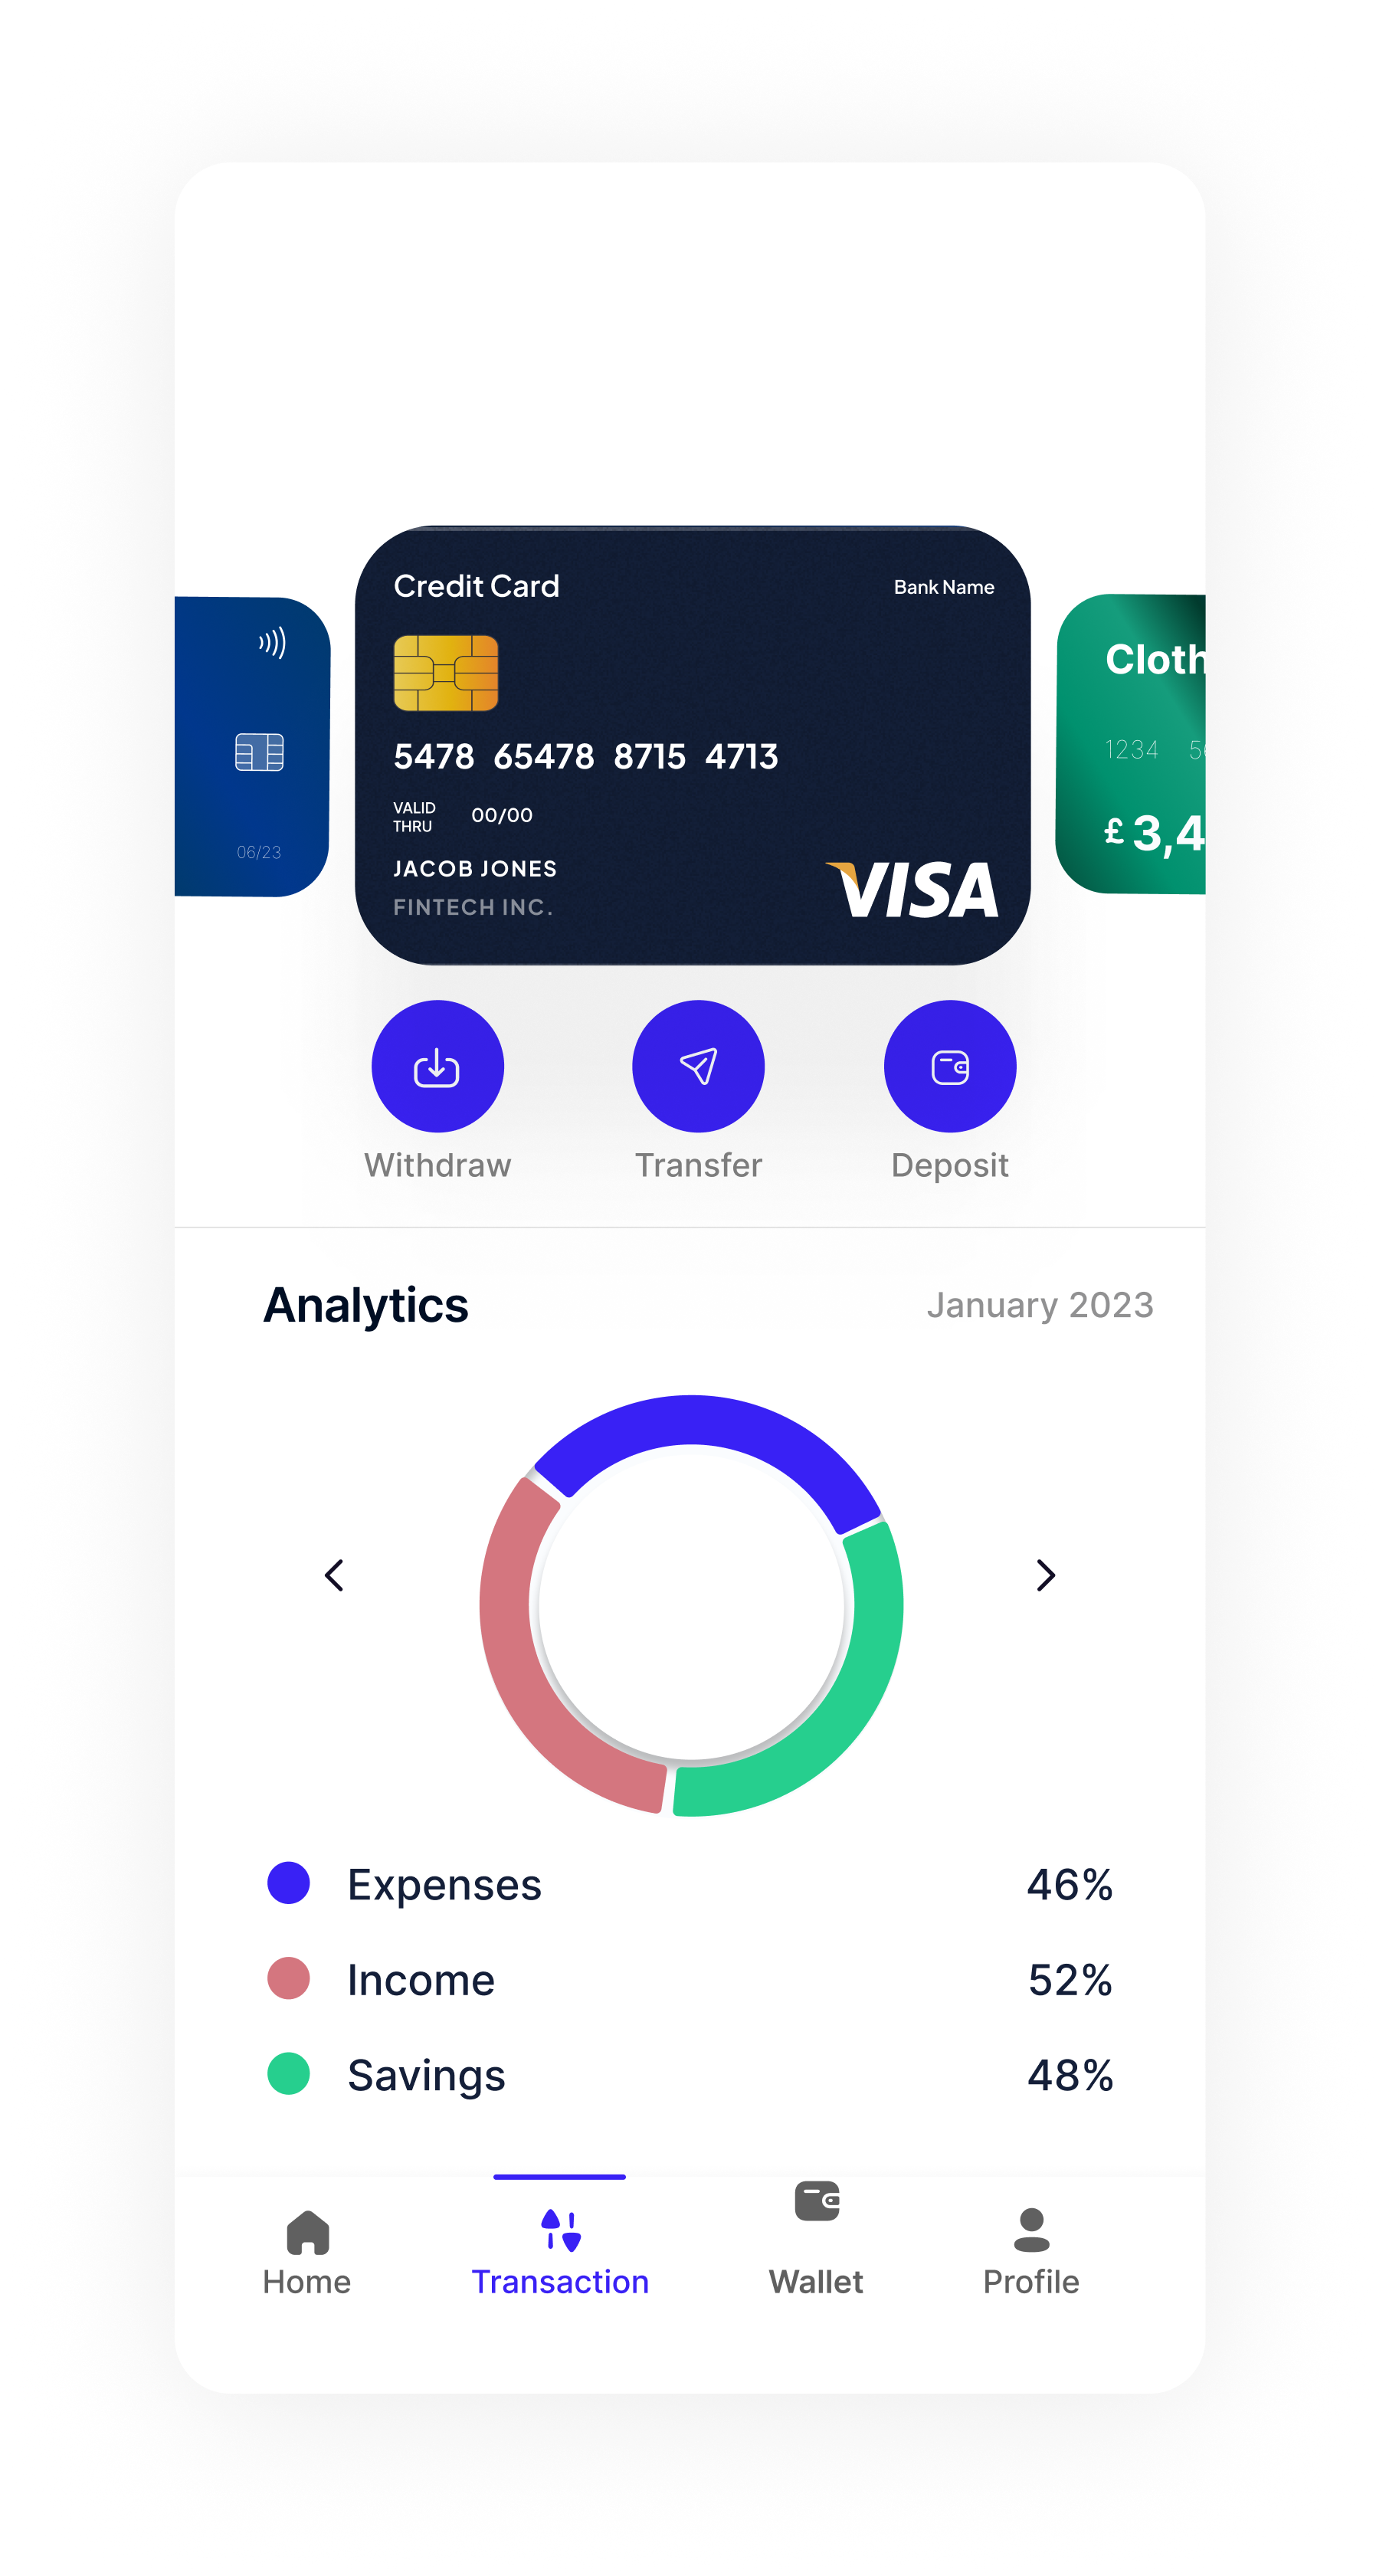 Credit Card
Bank Name
5478 65478 8715 4713
VALID
THRU
00/00
JACOB JONES
FINTECH INC.
VISA
06/23
Cloth
1234 5
£3,4
Withdraw
Transfer
Deposit
Analytics
January 2023
Expenses
46%
Income
52%
Savings
48%
Home
Transaction
Wallet
Profile